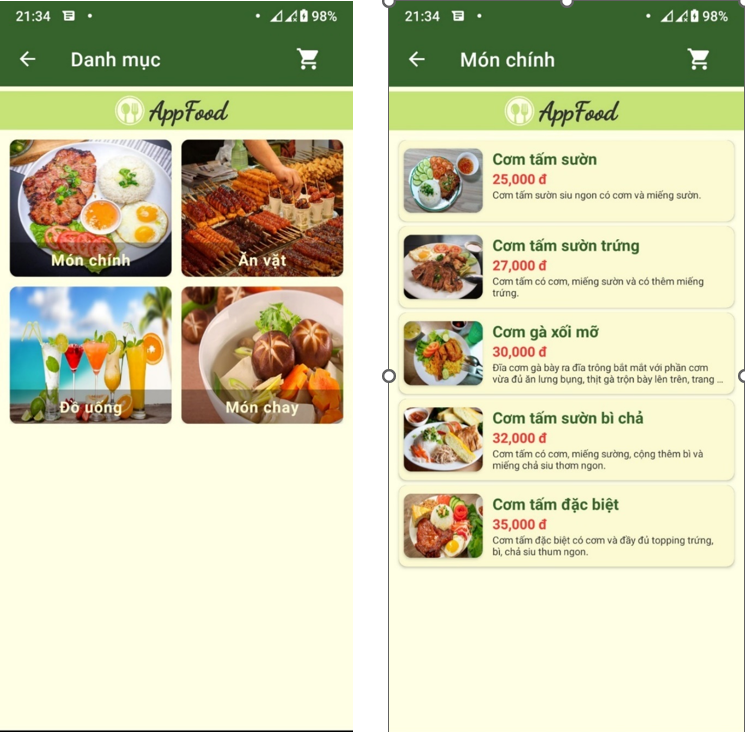 21:34
98%
Danh mục
AppFood
Món chính
Ăn vặt
Đồ uống
Món chay
21:34
98%
Món chính
AppFood
Cơm tấm sườn
25,000 đ
Cơm tấm sườn siu ngon có cơm và miếng sườn.
Cơm tấm sườn trứng
27,000 đ
Cơm tấm có cơm, miếng sườn và có thêm miếng
trứng.
Cơm gà xối mỡ
30,000 đ
Đĩa cơm gà bày ra đĩa trông bắt mắt với phần cơm
vừa đủ ăn lưng bụng, thịt gà trộn bày lên trên, trang ...
Cơm tấm sườn bì chả
32,000 đ
Cơm tấm có cơm, miếng sường, cộng thêm bì và
miếng chả siu thơm ngon.
Cơm tấm đặc biệt
35,000 đ
Cơm tấm đặc biệt có cơm và đầy đủ topping trứng,
bì, chả siu thum ngon.